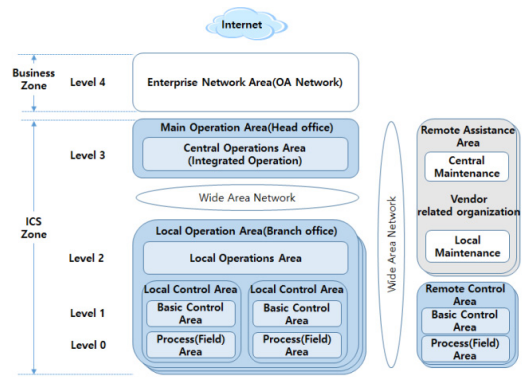 Internet
Business
Zone
Level 4
Enterprise Network Area(OA Network)
ICS
Zone
Level 3
Main Operation Area(Head office)
Central Operations Area
(Integrated Operation)
Wide Area Network
Level 2
Local Operation Area(Branch office)
Local Operations Area
Local Control Area
Local Control Area
Level 1
Basic Control
Area
Basic Control
Area
Level 0
Process(Field)
Area
Process(Field)
Area
Wide Area Network
Remote Assistance
Area
Central
Maintenance
Vendor
related organization
Local
Maintenance
Remote Control
Area
Basic Control
Area
Process(Field)
Area